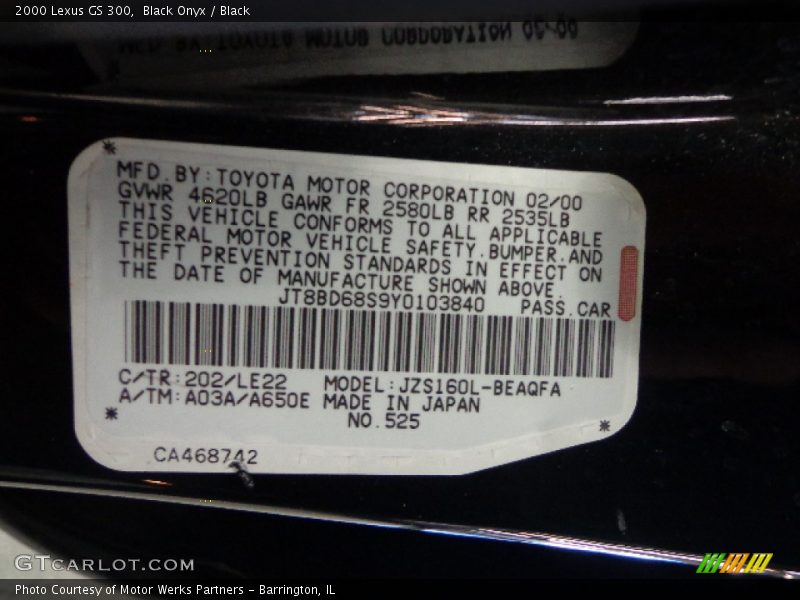 2000 Lexus GS 300, Black Onyx / Black
MFD. BY: TOYOTA MOTOR CORPORATION 02/00
GVWR 4620LB GAWR FR 2580LB RR 2535LB
THIS VEHICLE CONFORMS TO ALL APPLICABLE
FEDERAL MOTOR VEHICLE SAFETY, BUMPER, AND
THEFT PREVENTION STANDARDS IN EFFECT ON
THE DATE OF MANUFACTURE SHOWN ABOVE.
JT8BD68S9Y0103840 PASS. CAR
C/TR: 202/LE22 MODEL: JZS160L-BEAQFA
A/TM: A03A/A650E MADE IN JAPAN
NO. 525
CA468742
GTCARLOT.COM
Photo Courtesy of Motor Werks Partners - Barrington, IL